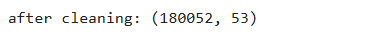 after cleaning: (180052, 53)